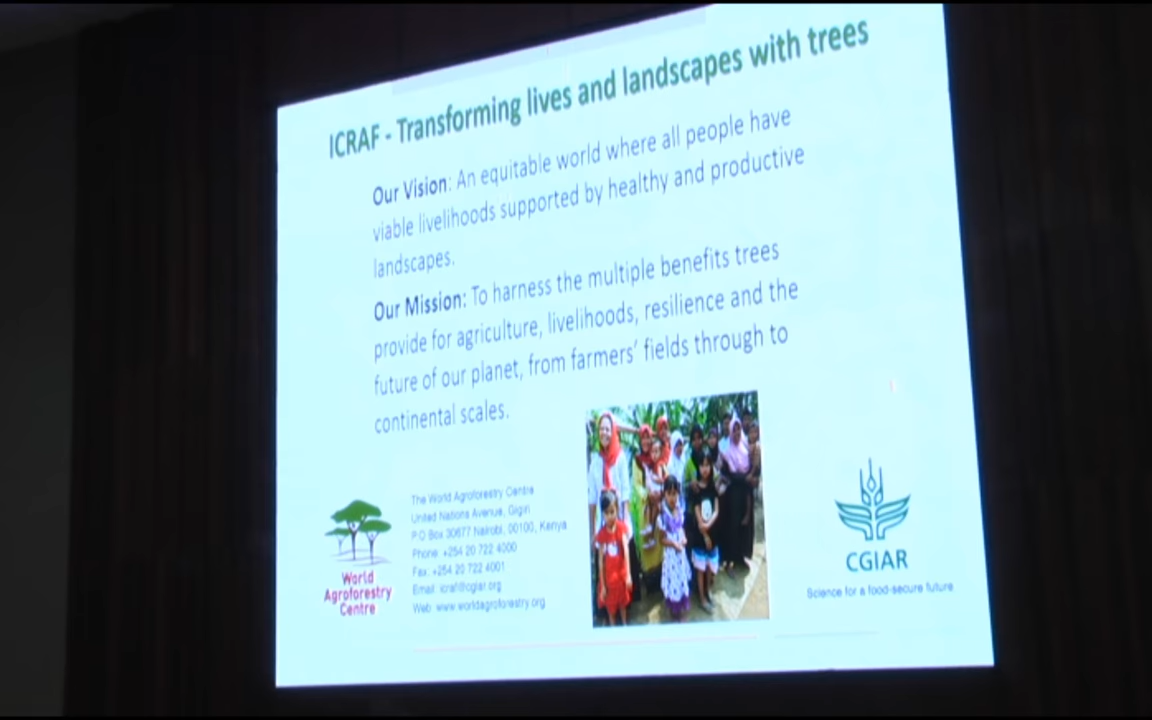 ICRAF - Transforming lives and landscapes with trees
Our Vision: An equitable world where all people have
viable livelihoods supported by healthy and productive
landscapes.
Our Mission: To harness the multiple benefits trees
provide for agriculture, livelihoods, resilience and the
future of our planet, from farmers' fields through to
continental scales.
World
Agroforestry
Centre
The World Agroforestry Centre
United Nations Avenue, Gigiri
P.O Box 30677 Nairobi, 00100, Kenya
Phone: +254 20 722 4000
Fax: +254 20 722 4001
Email: icraf@cgiar.org
Web: www.worldagroforestry.org
CGIAR
Science for a food-secure future